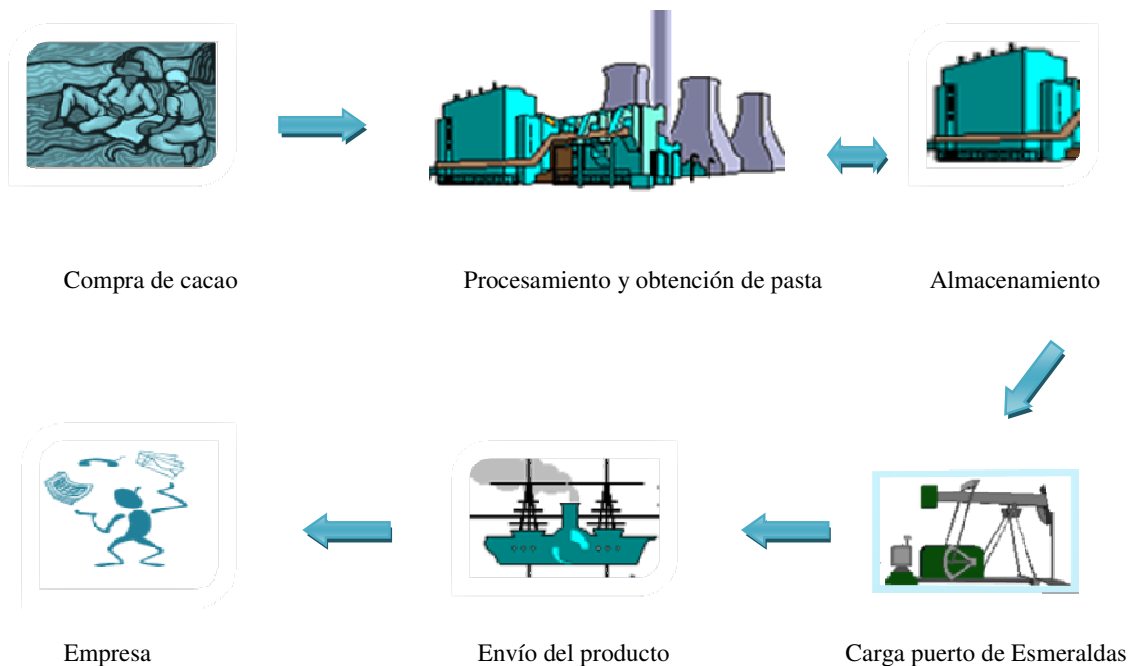 Compra de cacao
Procesamiento y obtención de pasta
Almacenamiento
Empresa
Envío del producto
Carga puerto de Esmeraldas